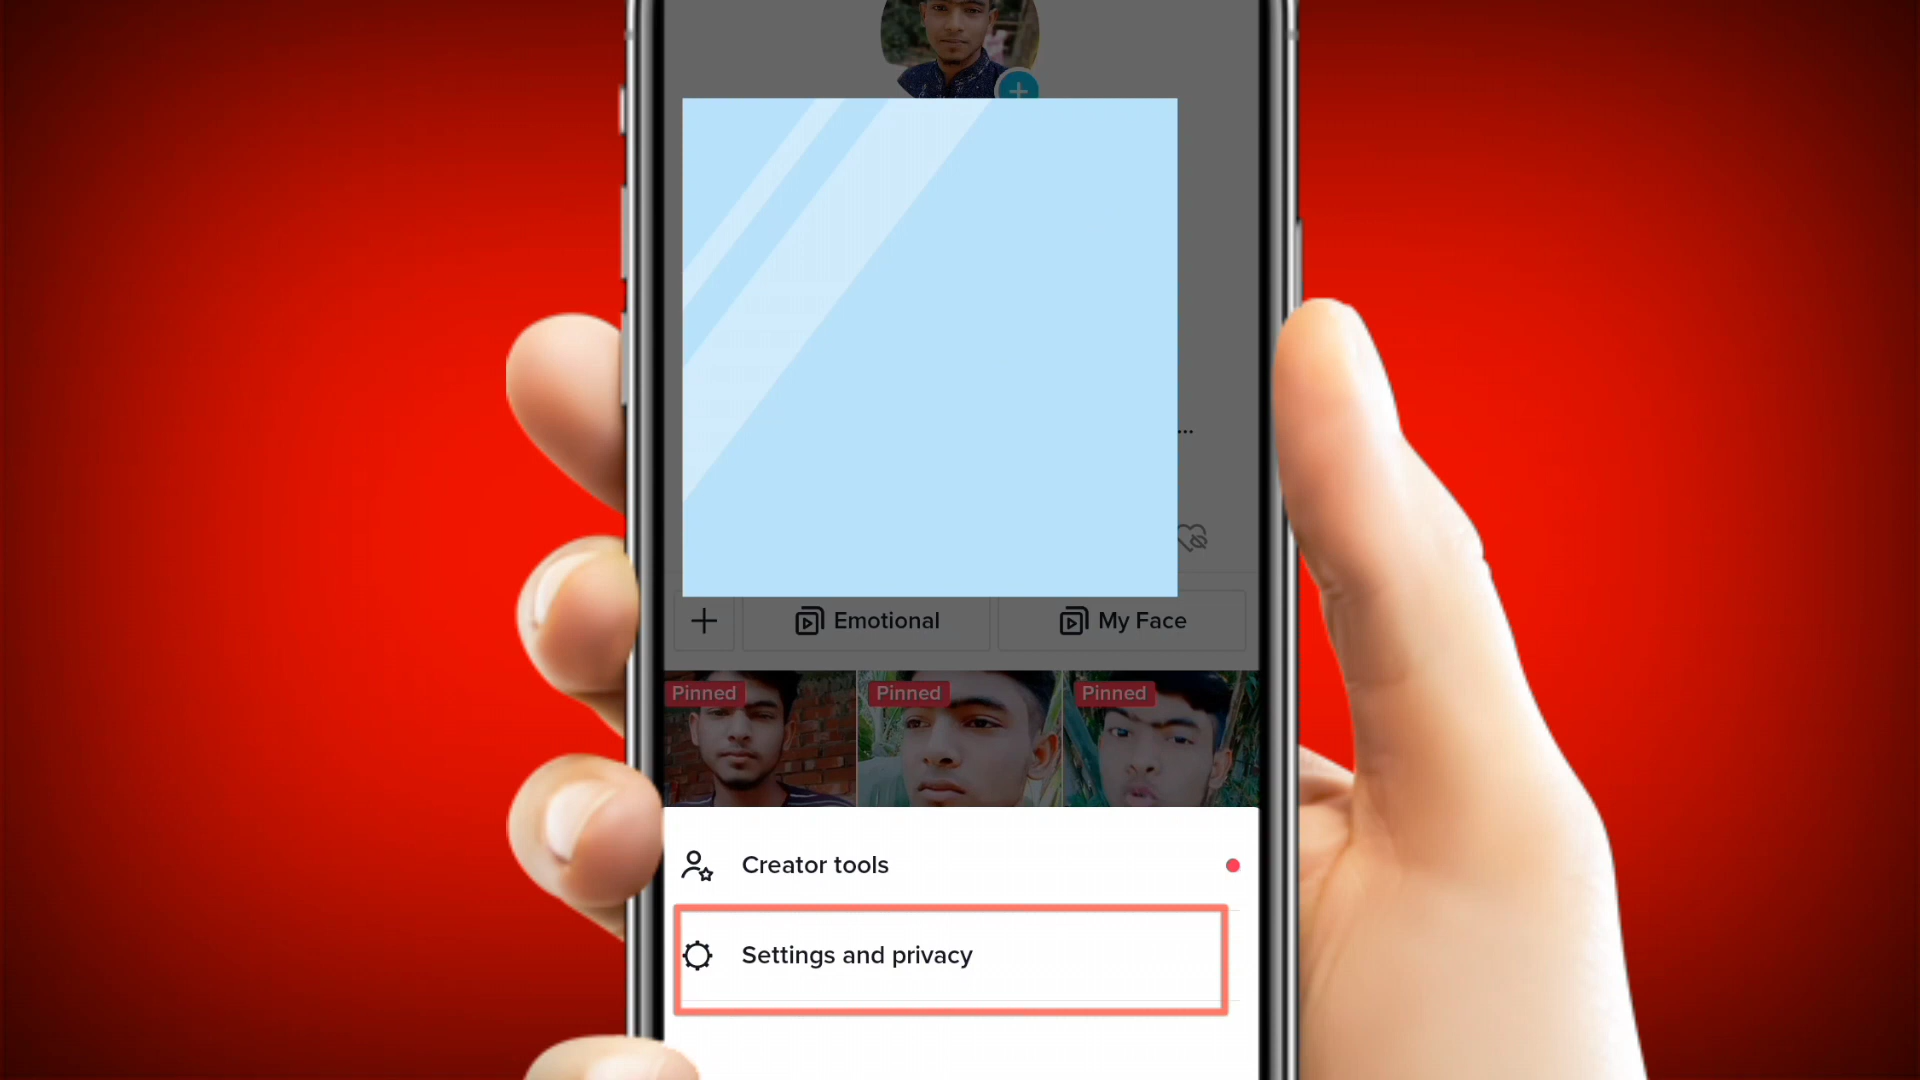 ...
Emotional
My Face
Pinned
Pinned
Pinned
Creator tools
Settings and privacy